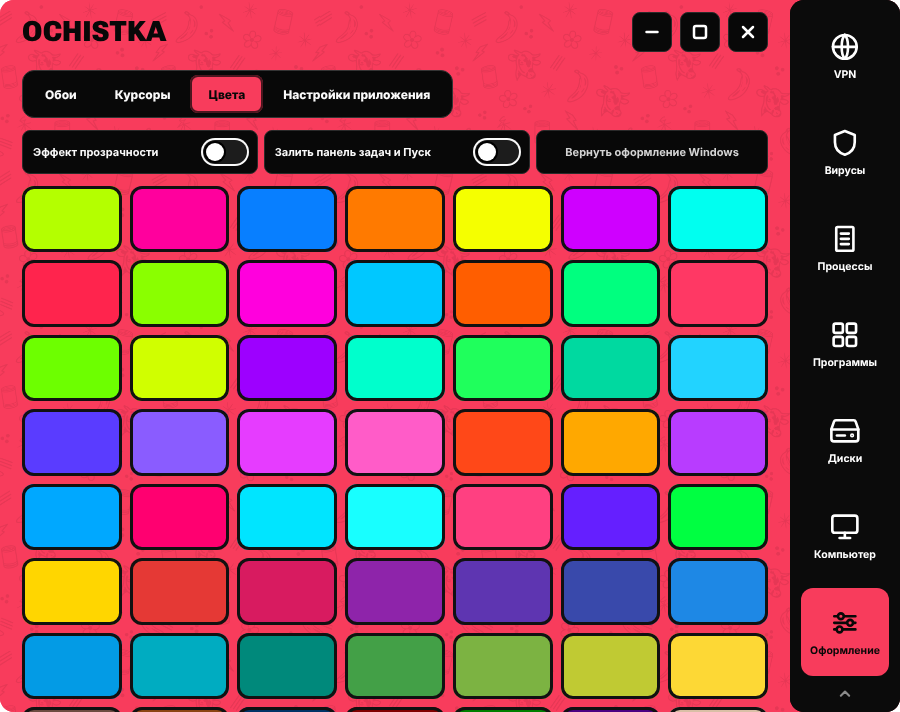 OCHISTKA
Обои
Курсоры
Цвета
Настройки приложения
Эффект прозрачности
Залить панель задач и Пуск
Вернуть оформление Windows
VPN
Вирусы
Процессы
Программы
Диски
Компьютер
Оформление